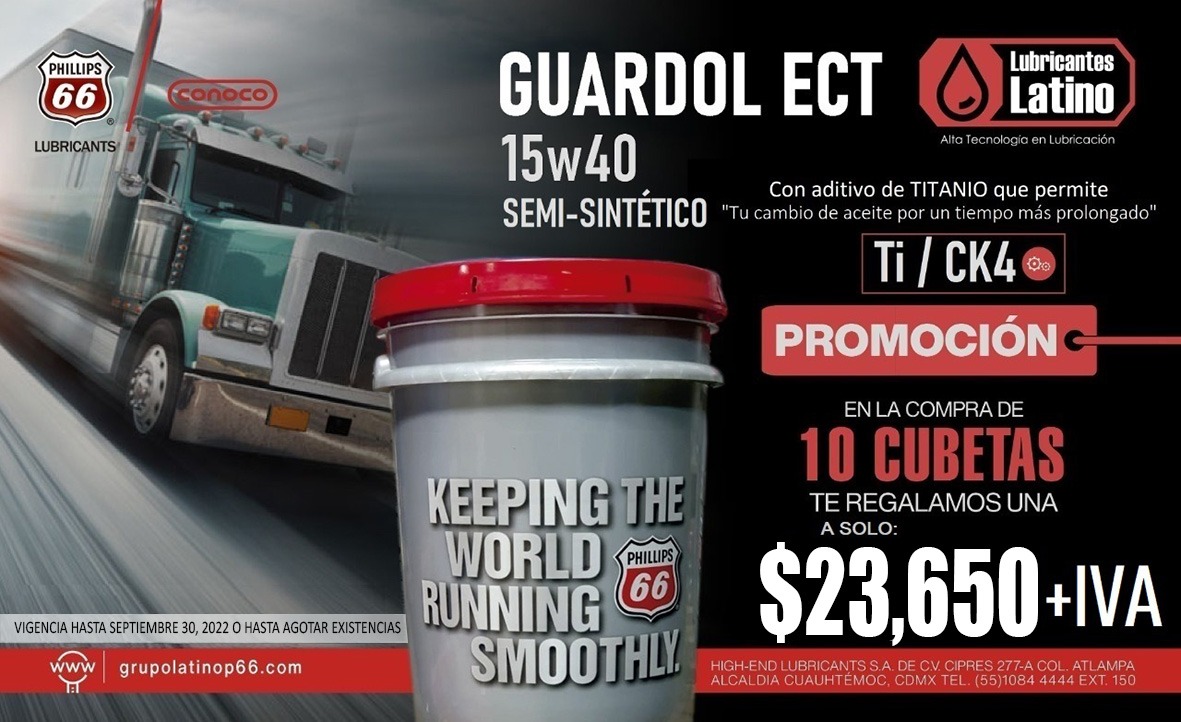 PHILLIPS
66
LUBRICANTS
conoco
GUARDOL ECT
15w40
SEMI-SINTÉTICO
Lubricantes
Latino
Alta Tecnología en Lubricación
Con aditivo de TITANIO que permite
"Tu cambio de aceite por un tiempo más prolongado"
Ti / CK4
PROMOCIÓN
EN LA COMPRA DE
10 CUBETAS
TE REGALAMOS UNA
A SOLO:
$23,650 +IVA
KEEPING THE
WORLD
RUNNING
SMOOTHLY.
PHILLIPS
66
VIGENCIA HASTA SEPTIEMBRE 30, 2022 O HASTA AGOTAR EXISTENCIAS
www
grupolatinop66.com
HIGH-END LUBRICANTS S.A. DE C.V. CIPRES 277-A COL. ATLAMPA
ALCALDIA CUAUHTÉMOC, CDMX TEL. (55)1084 4444 EXT. 150